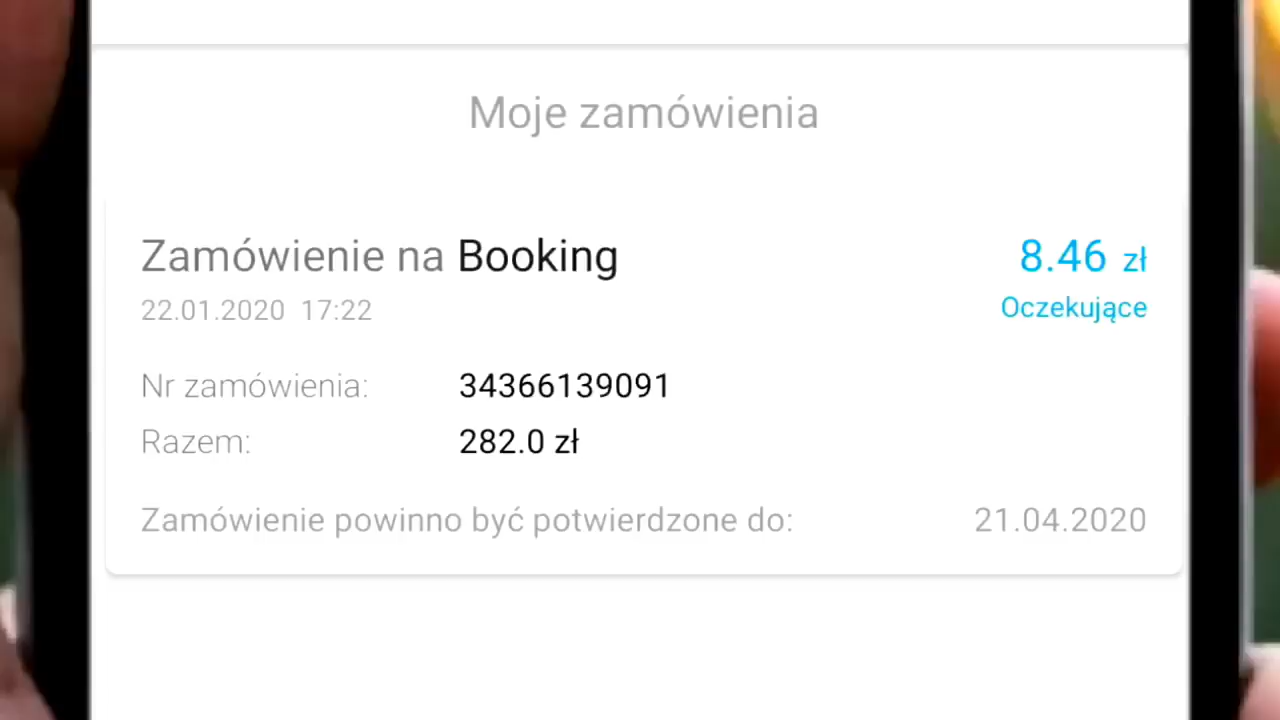 Moje zamówienia
Zamówienie na Booking 8.46 zł
22.01.2020 17:22 Oczekujące
Nr zamówienia: 34366139091
Razem: 282.0 zł
Zamówienie powinno być potwierdzone do: 21.04.2020